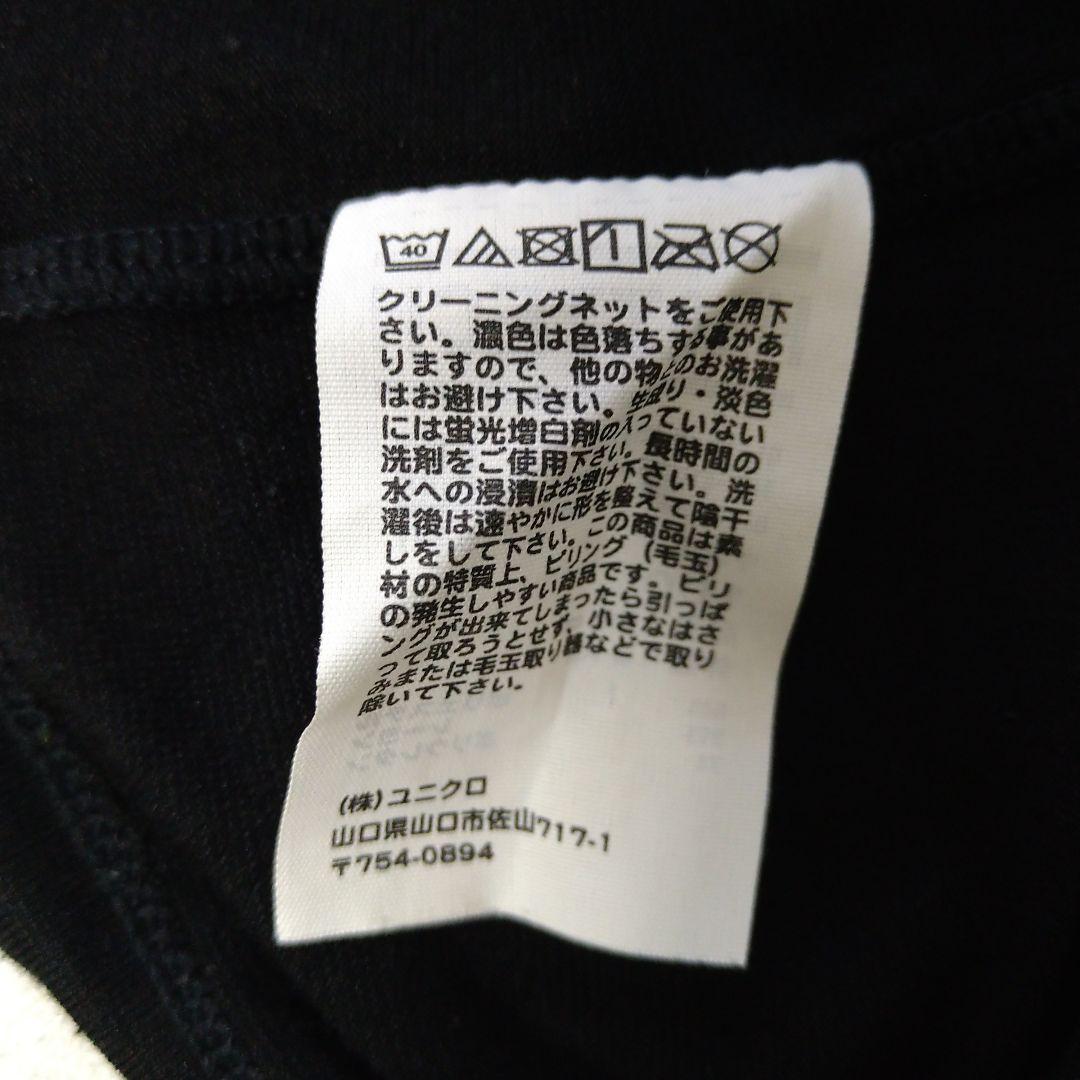 40
クリーニングネットをご使用下
さい。濃色は色落ちする事があ
りますので、他の物とのお洗濯
はお避け下さい。生成り・淡色
には蛍光増白剤の入っていない
洗剤をご使用下さい。長時間の
水への浸漬はお避け下さい。洗
濯後は速やかに形を整えて陰干
しをして下さい。この商品は素
材の特質上、ピリング(毛玉)
の発生しやすい商品です。ピリ
ングが出来てしまったら引っぱ
って取ろうとせず、小さなはさ
みまたは毛玉取り器などで取り
除いて下さい。
(株)ユニクロ
山口県山口市佐山717-1
〒754-0894